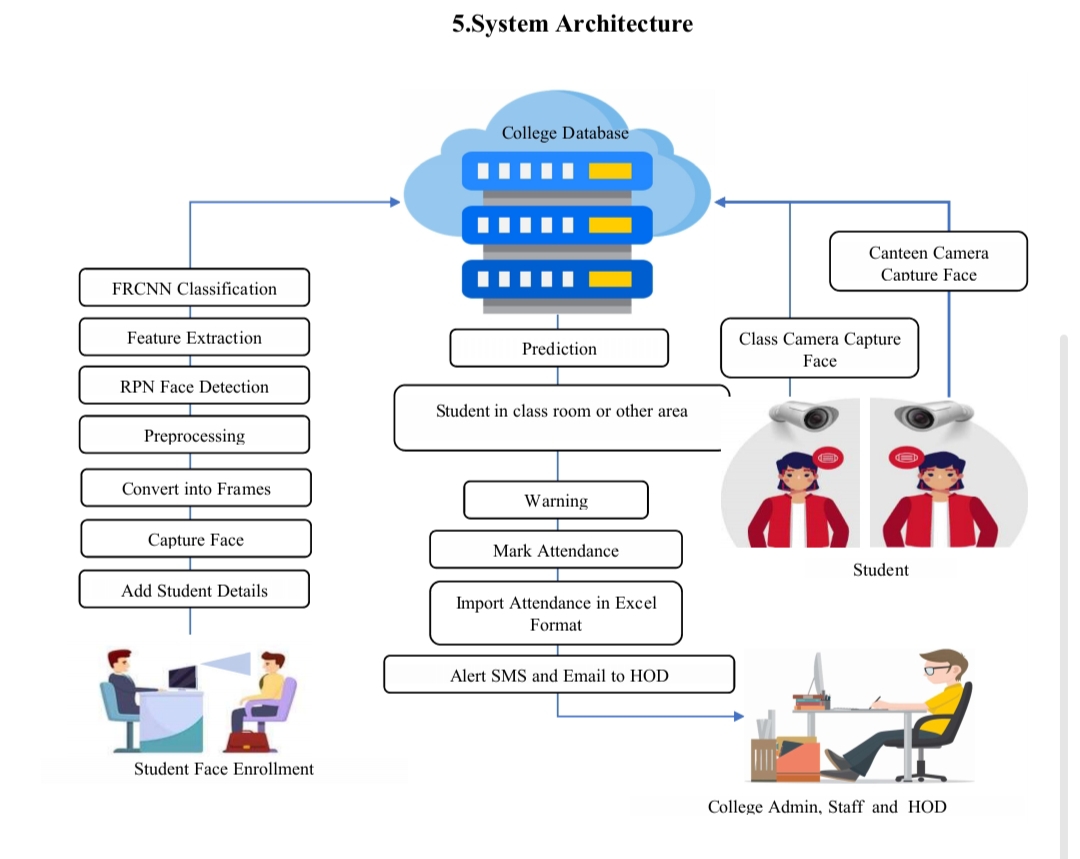 5.System Architecture
College Database
FRCNN Classification
Feature Extraction
RPN Face Detection
Preprocessing
Convert into Frames
Capture Face
Add Student Details
Student Face Enrollment
Prediction
Student in class room or other area
Warning
Mark Attendance
Import Attendance in Excel
Format
Alert SMS and Email to HOD
Canteen Camera
Capture Face
Class Camera Capture
Face
Student
College Admin, Staff and HOD